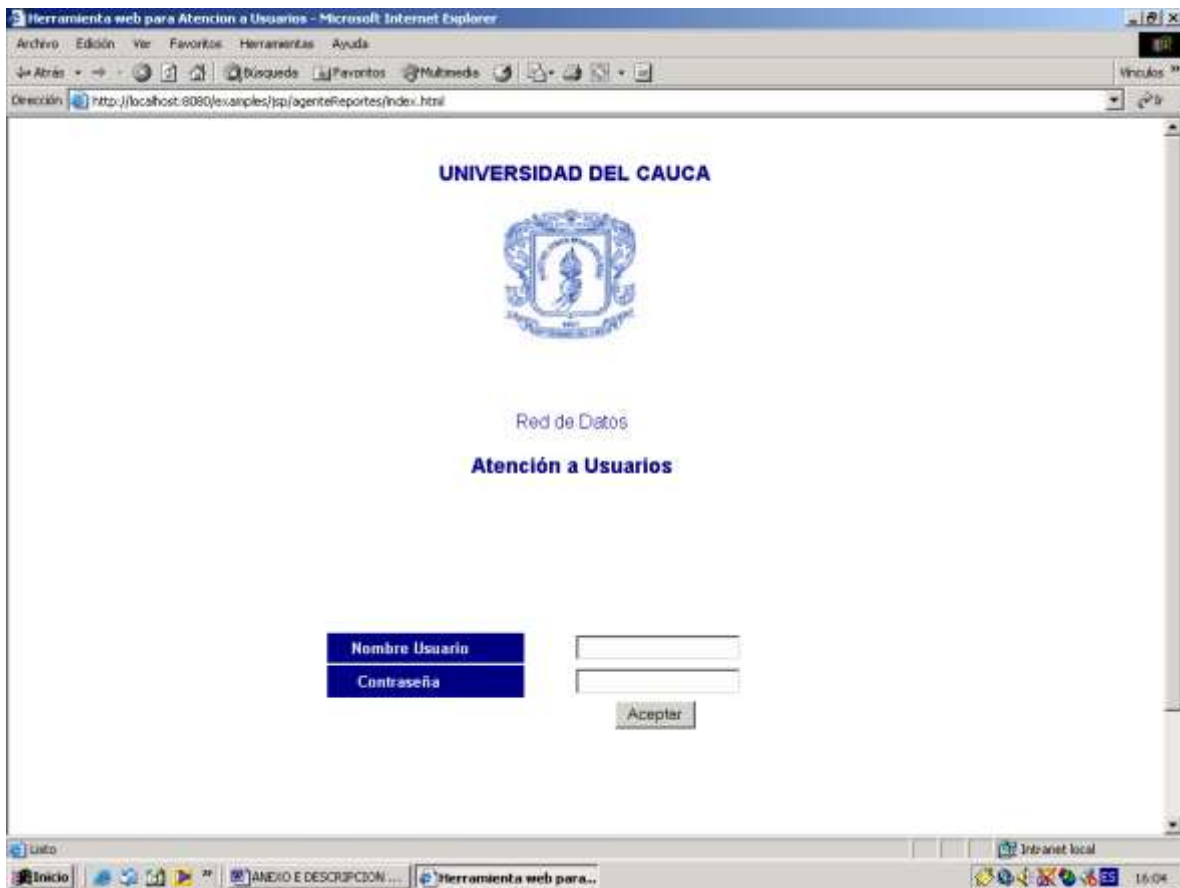 Herramienta web para Atencion a Usuarios - Microsoft Internet Explorer
Archivo Edición Ver Favoritos Herramientas Ayuda
Atrás Búsqueda Favoritos Multimedia Vínculos »
Dirección http://localhost:8080/examples/jsp/agenteReportes/index.html Ir
UNIVERSIDAD DEL CAUCA
Red de Datos
Atención a Usuarios
Nombre Usuario
Contraseña
Aceptar
Listo Intranet local
Inicio » ANEXO E DESCRIPCION ... Herramienta web para... ES 16:04